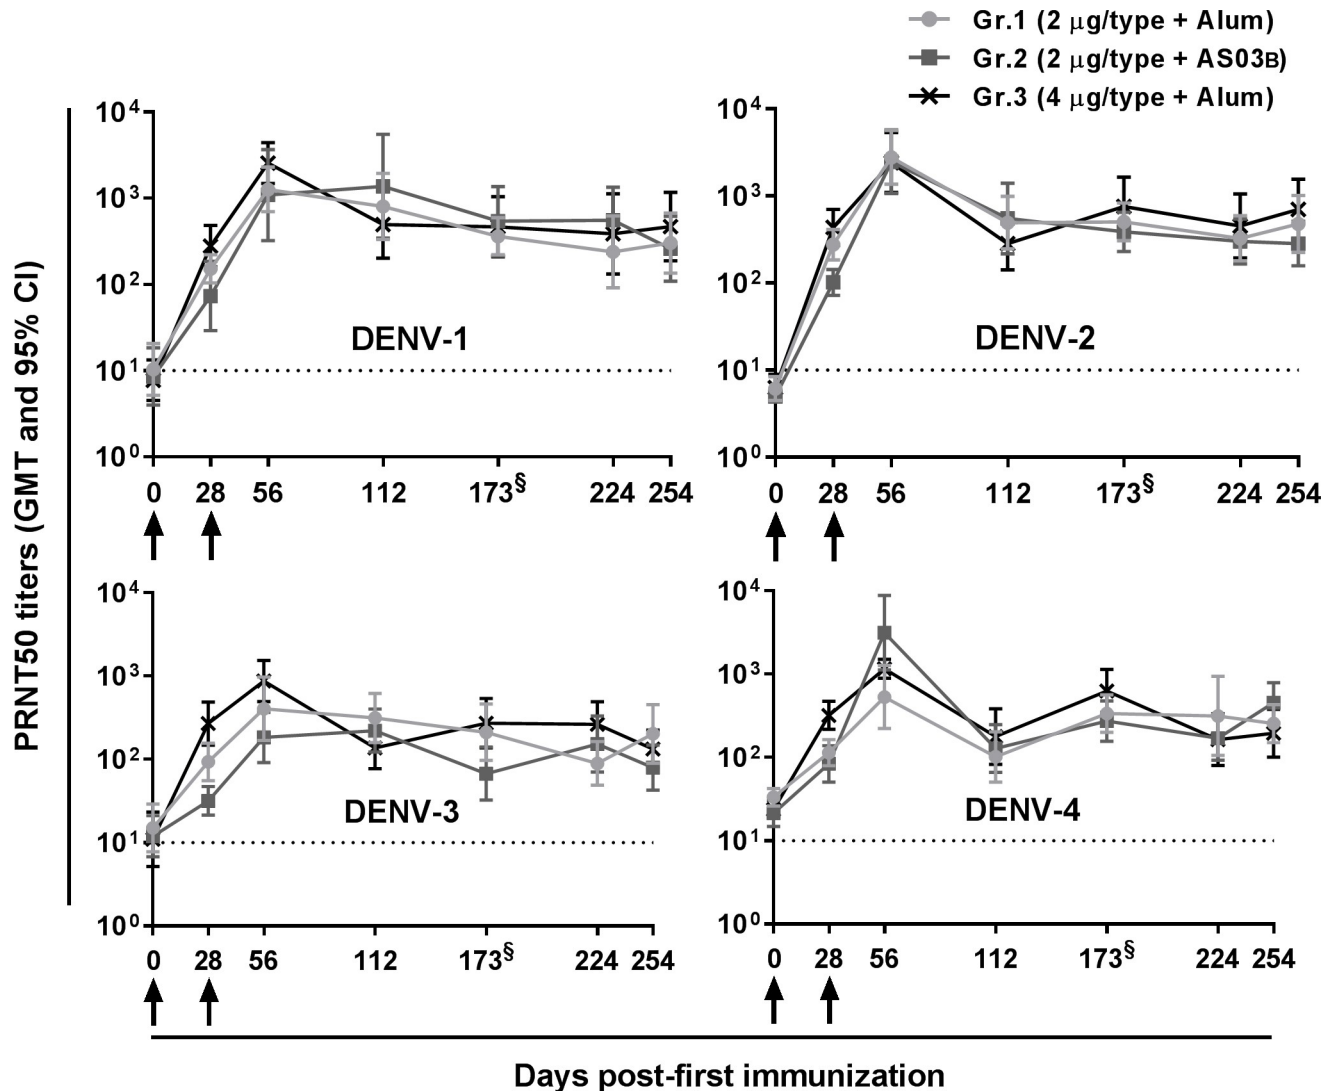 Gr.1 (2 µg/type + Alum)
Gr.2 (2 µg/type + AS03B)
Gr.3 (4 µg/type + Alum)
PRNT50 titers (GMT and 95% CI)
10⁴
10³
10²
10¹
10⁰
DENV-1
0 28 56 112 173§ 224 254
10⁴
10³
10²
10¹
10⁰
DENV-2
0 28 56 112 173§ 224 254
10⁴
10³
10²
10¹
10⁰
DENV-3
0 28 56 112 173§ 224 254
10⁴
10³
10²
10¹
10⁰
DENV-4
0 28 56 112 173§ 224 254
Days post-first immunization